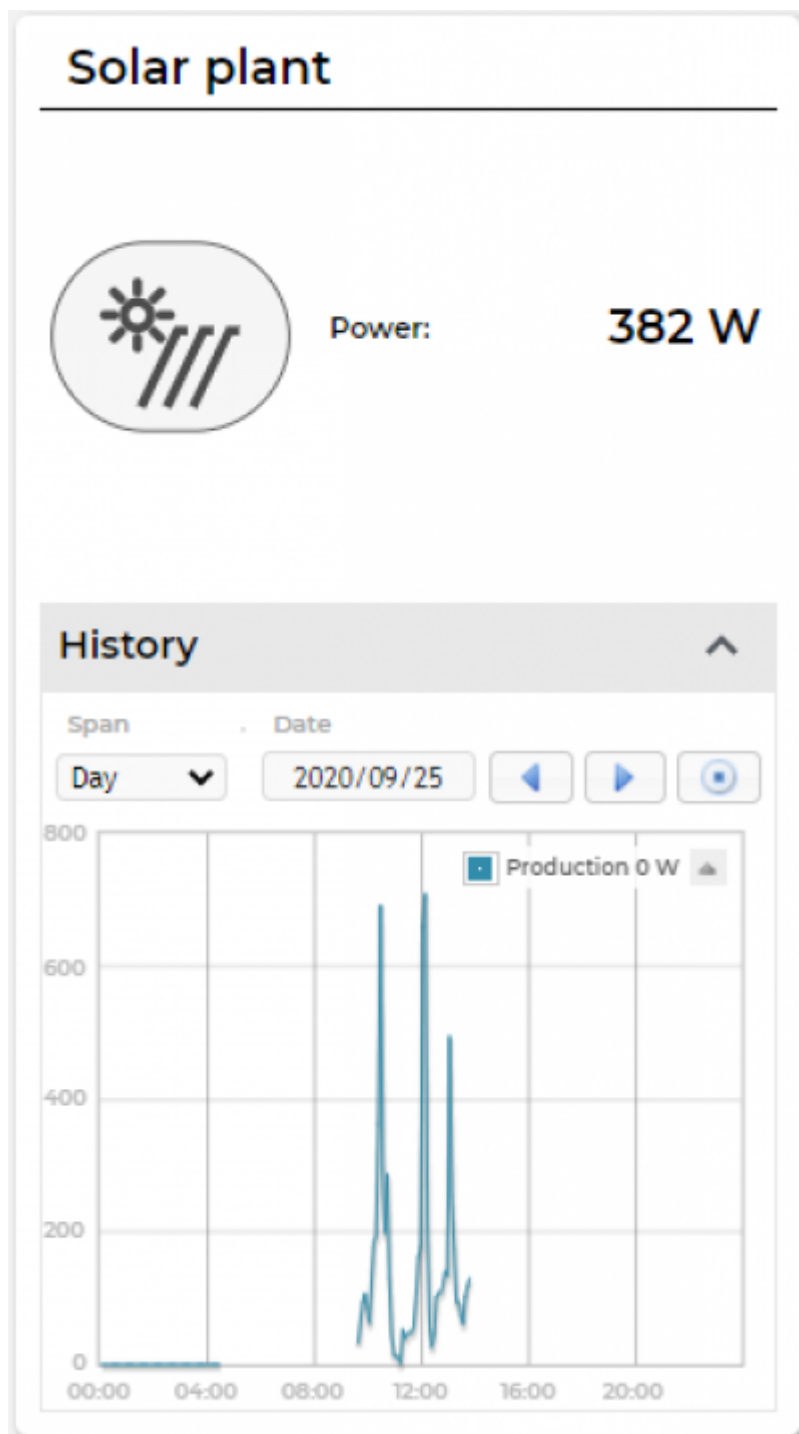 Solar plant
Power: 382 W
History
Span Date
Day 2020/09/25
800
Production 0 W
600
400
200
0
00:00 04:00 08:00 12:00 16:00 20:00